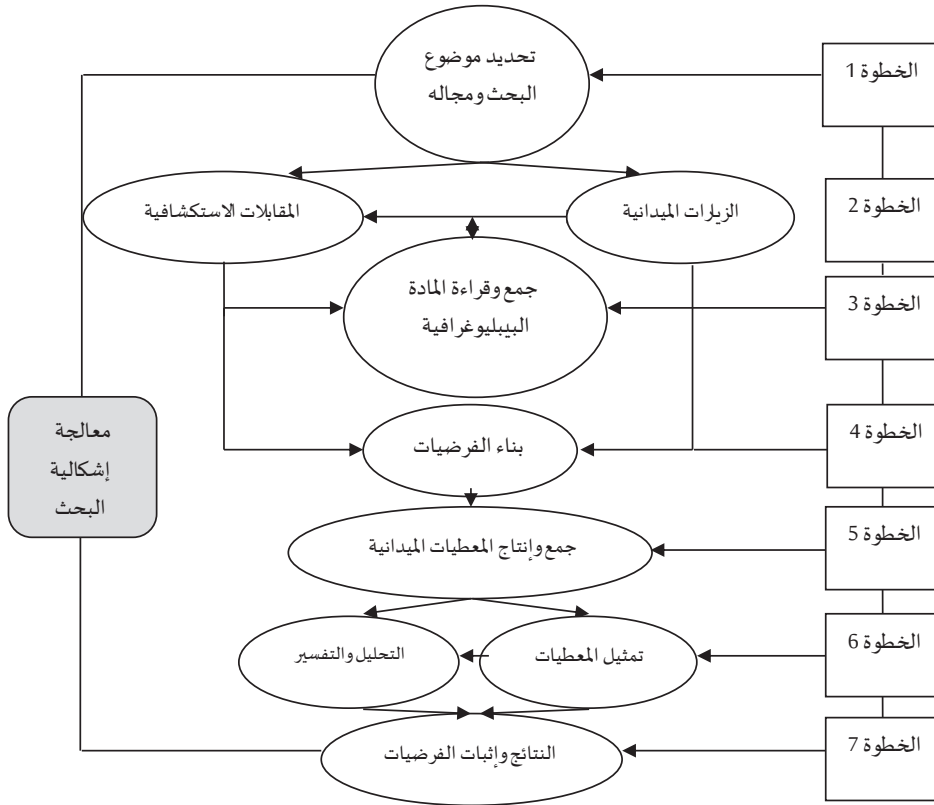 الخطوة 1
تحديد موضوع
البحث ومجاله
الخطوة 2
الزيارات الميدانية
المقابلات الاستكشافية
الخطوة 3
جمع وقراءة المادة
البيبليوغرافية
الخطوة 4
بناء الفرضيات
معالجة
إشكالية
البحث
الخطوة 5
جمع وإنتاج المعطيات الميدانية
الخطوة 6
تمثيل المعطيات
التحليل والتفسير
الخطوة 7
النتائج وإثبات الفرضيات